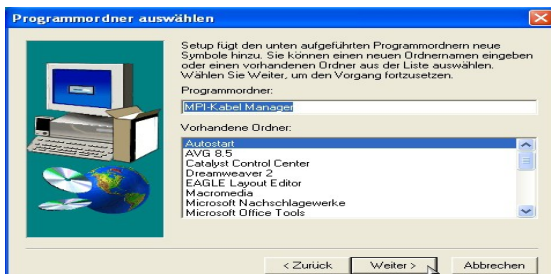 Programmordner auswählen
Setup fügt den unten aufgeführten Programmordnern neue
Symbole hinzu. Sie können einen neuen Ordnernamen eingeben
oder einen vorhandenen Ordner aus der Liste auswählen.
Wählen Sie Weiter, um den Vorgang fortzusetzen.
Programmordner:
MPI-Kabel Manager
Vorhandene Ordner:
Autostart
AVG 8.5
Catalyst Control Center
Dreamweaver 2
EAGLE Layout Editor
Macromedia
Microsoft Nachschlagewerke
Microsoft Office Tools
< Zurück
Weiter >
Abbrechen